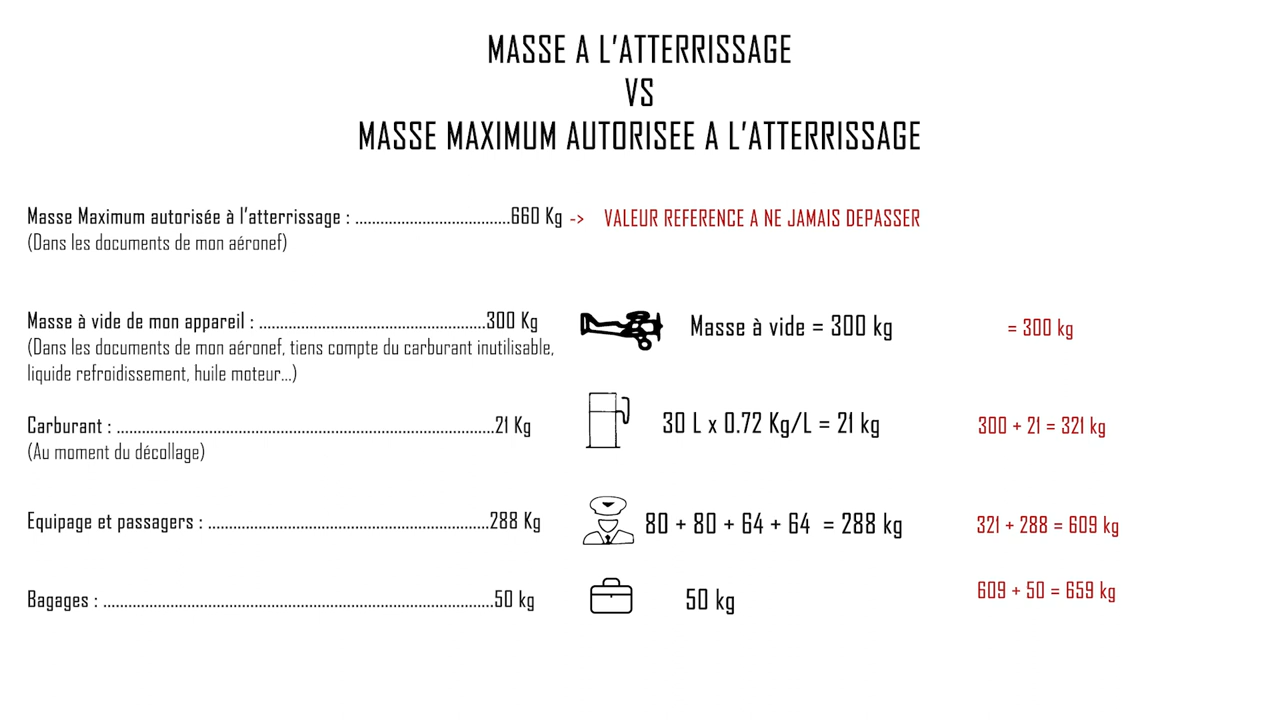 MASSE A L'ATTERRISSAGE
VS
MASSE MAXIMUM AUTORISEE A L'ATTERRISSAGE
Masse Maximum autorisée à l'atterrissage : ....................................660 Kg -> VALEUR REFERENCE A NE JAMAIS DEPASSER
(Dans les documents de mon aéronef)
Masse à vide de mon appareil : .....................................................300 Kg Masse à vide = 300 kg = 300 kg
(Dans les documents de mon aéronef, tiens compte du carburant inutilisable,
liquide refroidissement, huile moteur...)
Carburant : ........................................................................................21 Kg 30 L x 0.72 Kg/L = 21 kg 300 + 21 = 321 kg
(Au moment du décollage)
Equipage et passagers : ..................................................................288 Kg 80 + 80 + 64 + 64 = 288 kg 321 + 288 = 609 kg
Bagages : ...........................................................................................50 kg 50 kg 609 + 50 = 659 kg